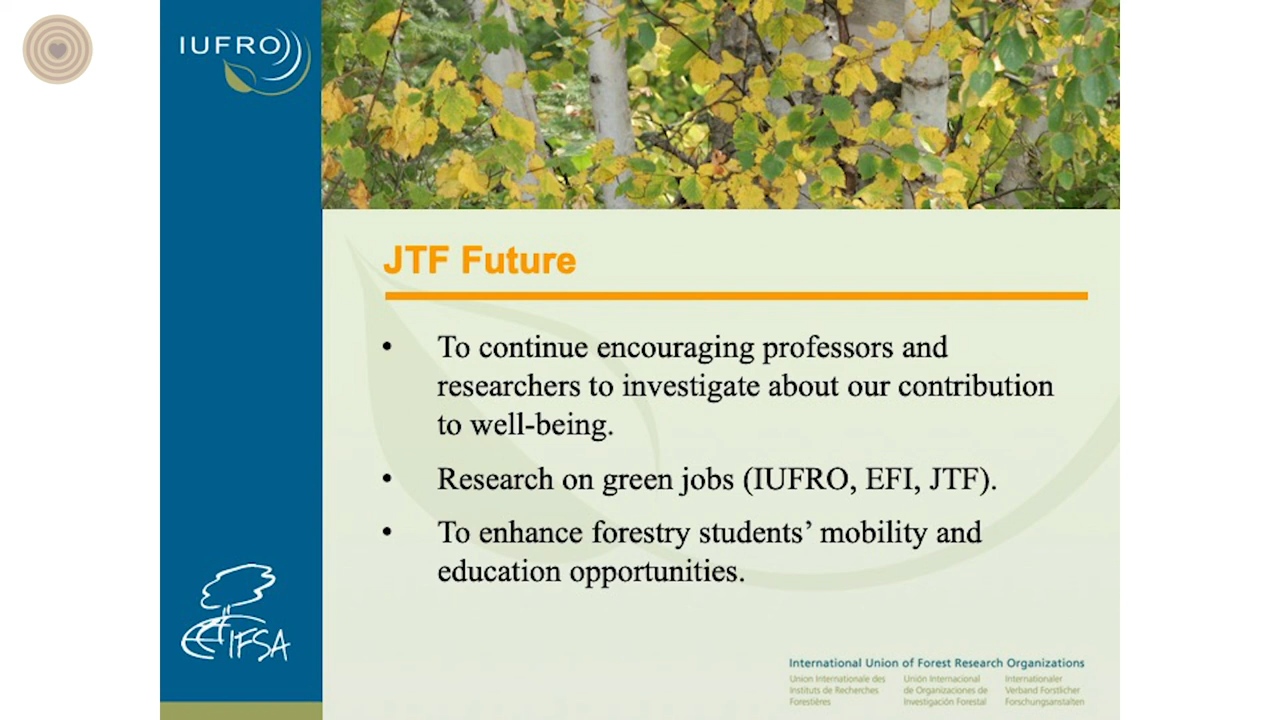 IUFRO
JTF Future
• To continue encouraging professors and
researchers to investigate about our contribution
to well-being.
• Research on green jobs (IUFRO, EFI, JTF).
• To enhance forestry students’ mobility and
education opportunities.
IFSA
International Union of Forest Research Organizations
Union Internationale des
Instituts de Recherches
Forestières
Unión Internacional
de Organizaciones de
Investigación Forestal
Internationaler
Verband Forstlicher
Forschungsanstalten